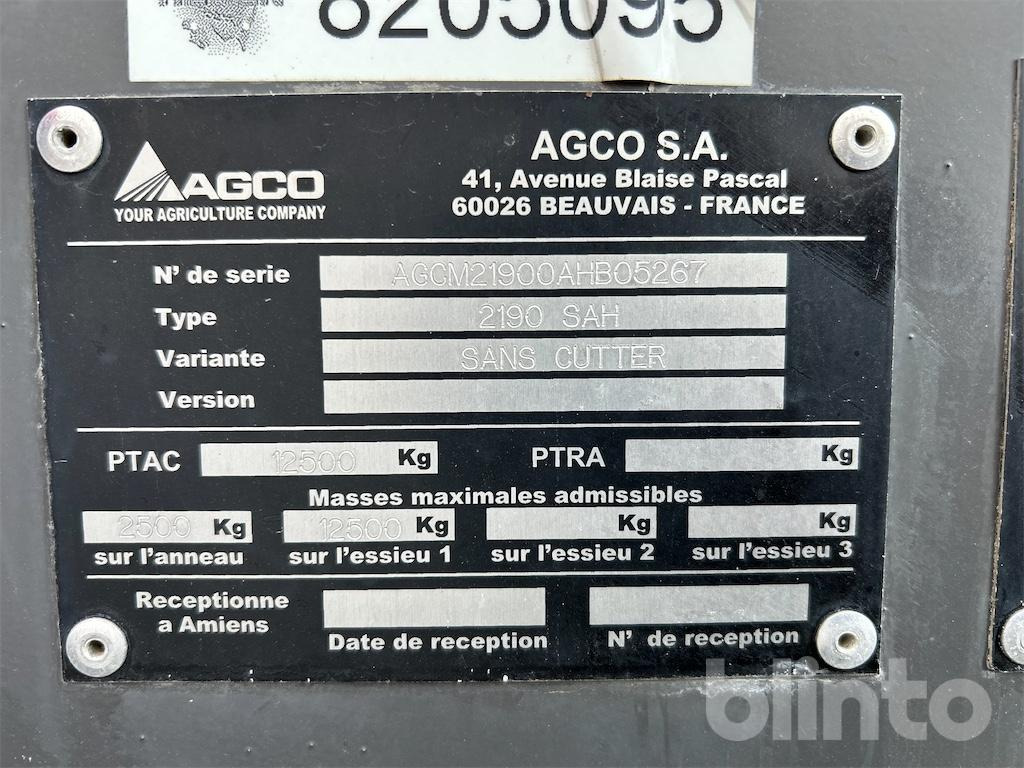 8205095
AGCO
YOUR AGRICULTURE COMPANY
AGCO S.A.
41, Avenue Blaise Pascal
60026 BEAUVAIS - FRANCE
N' de serie AGCM21900AHB05267
Type 2190 SAH
Variante SANS CUTTER
Version
PTAC 12500 Kg PTRA Kg
Masses maximales admissibles
2500 Kg 12500 Kg Kg Kg
sur l'anneau sur l'essieu 1 sur l'essieu 2 sur l'essieu 3
Receptionne
a Amiens
Date de reception N' de reception
blinto